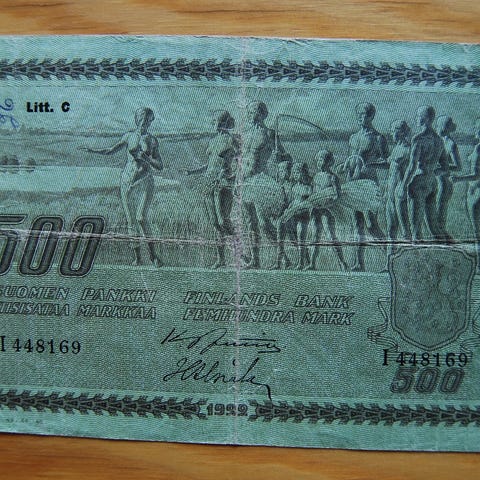 Litt. C
500
SUOMEN PANKKI FINLANDS BANK
VIISISATAA MARKKAA FEMHUNDRA MARK
I 448169
I 448169
500
1922